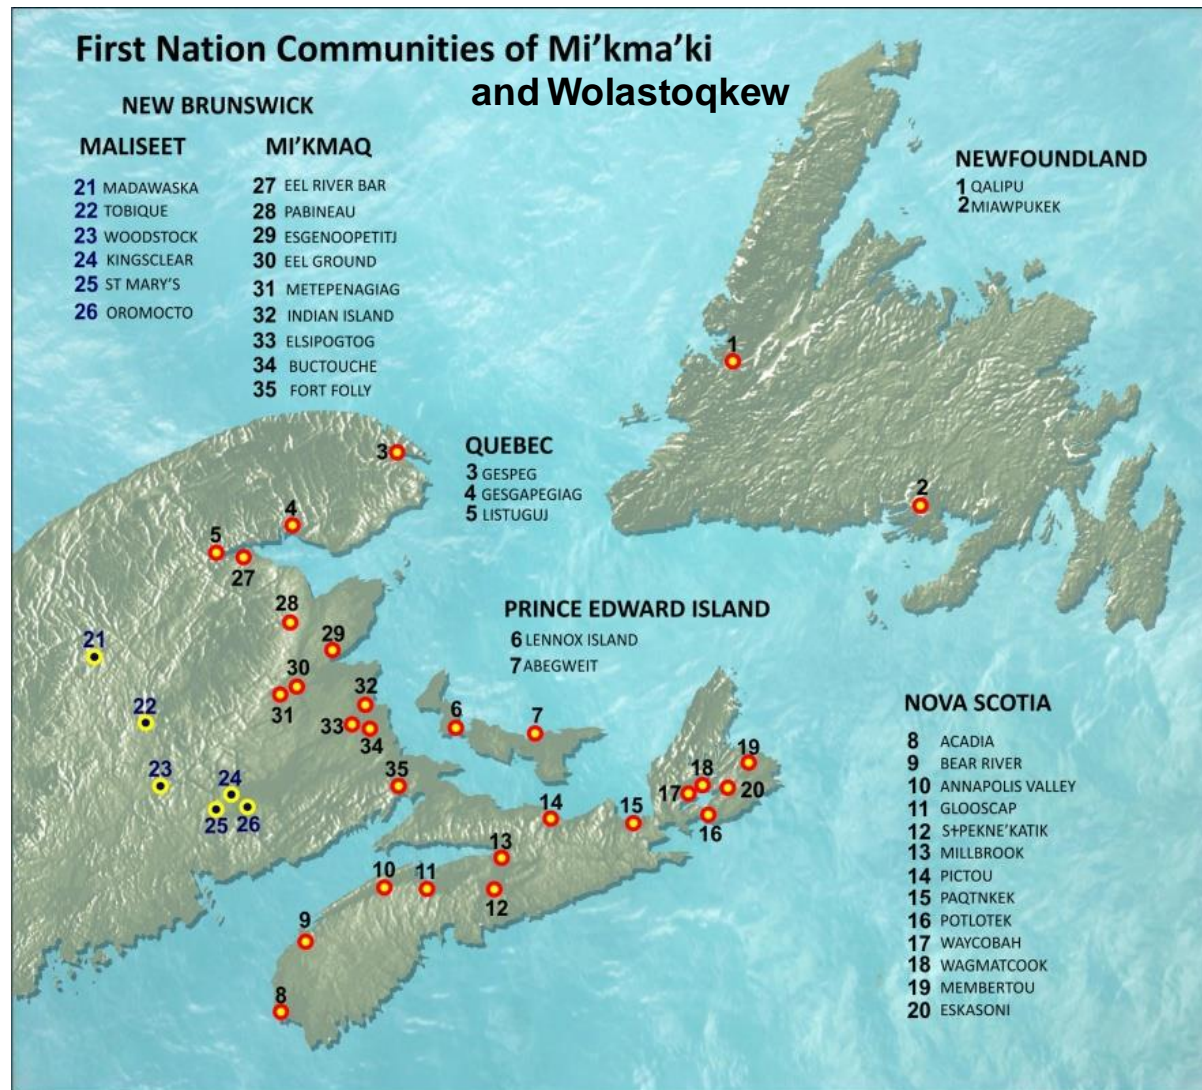 First Nation Communities of Mi'kma'ki
and Wolastoqkew
NEW BRUNSWICK
MALISEET
21 MADAWASKA
22 TOBIQUE
23 WOODSTOCK
24 KINGSCLEAR
25 ST MARY'S
26 OROMOCTO
MI'KMAQ
27 EEL RIVER BAR
28 PABINEAU
29 ESGENOOPETITJ
30 EEL GROUND
31 METEPENAGIAG
32 INDIAN ISLAND
33 ELSIPOGTOG
34 BUCTOUCHE
35 FORT FOLLY
NEWFOUNDLAND
1 QALIPU
2 MIAWPUKEK
QUEBEC
3 GESPEG
4 GESGAPEGIAG
5 LISTUGUJ
PRINCE EDWARD ISLAND
6 LENNOX ISLAND
7 ABEGWEIT
NOVA SCOTIA
8 ACADIA
9 BEAR RIVER
10 ANNAPOLIS VALLEY
11 GLOOSCAP
12 SɨPEKNE'KATIK
13 MILLBROOK
14 PICTOU
15 PAQTNKEK
16 POTLOTEK
17 WAYCOBAH
18 WAGMATCOOK
19 MEMBERTOU
20 ESKASONI
1
2
3
4
5
27
28
29
21
30
31
32
22
33
34
6
7
19
18
17
20
16
23
24
25
26
35
14
15
13
10
11
12
9
8